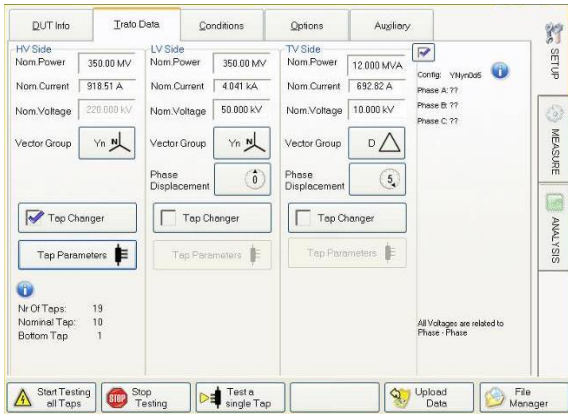 DUT Info
Trafo Data
Conditions
Options
Auxiliary
HV Side
Nom.Power
350.00 MV
Nom.Current
918.51 A
Nom.Voltage
220.000 kV
Vector Group
Yn N
Tap Changer
Tap Parameters
Nr Of Taps: 19
Nominal Tap: 10
Bottom Tap 1
LV Side
Nom.Power
350.00 MV
Nom.Current
4.041 kA
Nom.Voltage
50.000 kV
Vector Group
Yn N
Phase
Displacement
0
Tap Changer
Tap Parameters
TV Side
Nom.Power
12.000 MVA
Nom.Current
692.82 A
Nom.Voltage
10.000 kV
Vector Group
D
Phase
Displacement
5
Tap Changer
Tap Parameters
Config: YNyn0d5
Phase A: ??
Phase B: ??
Phase C: ??
All Voltages are related to
Phase - Phase
SETUP
MEASURE
ANALYSIS
Start Testing
all Taps
STOP
Stop
Testing
Test a
single Tap
Upload
Data
File
Manager